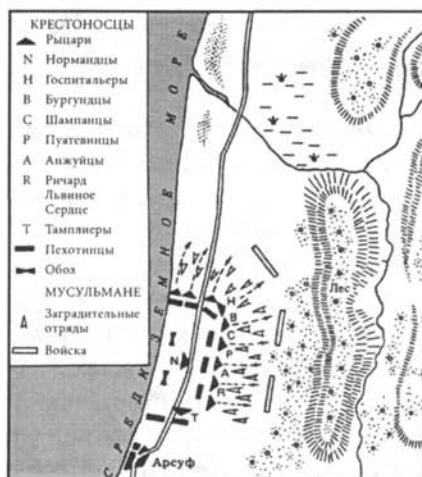 КРЕСТОНОСЦЫ
Рыцари
N Нормандцы
H Госпитальеры
B Бургундцы
C Шампанцы
P Пуатевинцы
A Анжуйцы
R Ричард
Львиное
Сердце
T Тамплиеры
Пехотинцы
Обоз
МУСУЛЬМАНЕ
Заградительные
отряды
Войска
СРЕДИЗЕМНОЕ МОРЕ
Лес
H
B
C
P
A
R
N
T
Арсуф